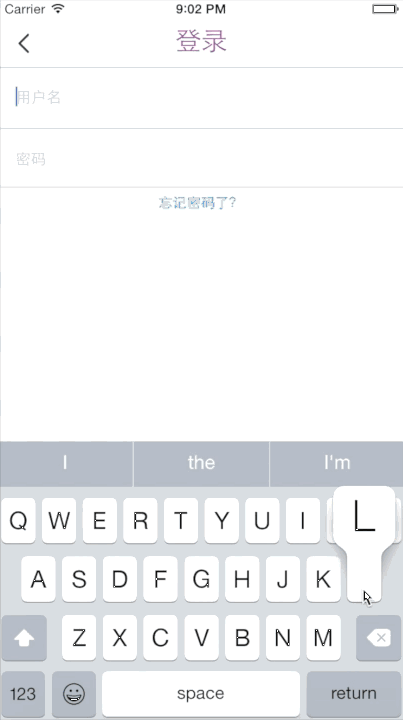 Carrier 9:02 PM
登录
用户名
密码
忘记密码了?
I the I'm
Q W E R T Y U I
A S D F G H J K L
Z X C V B N M
123 space return